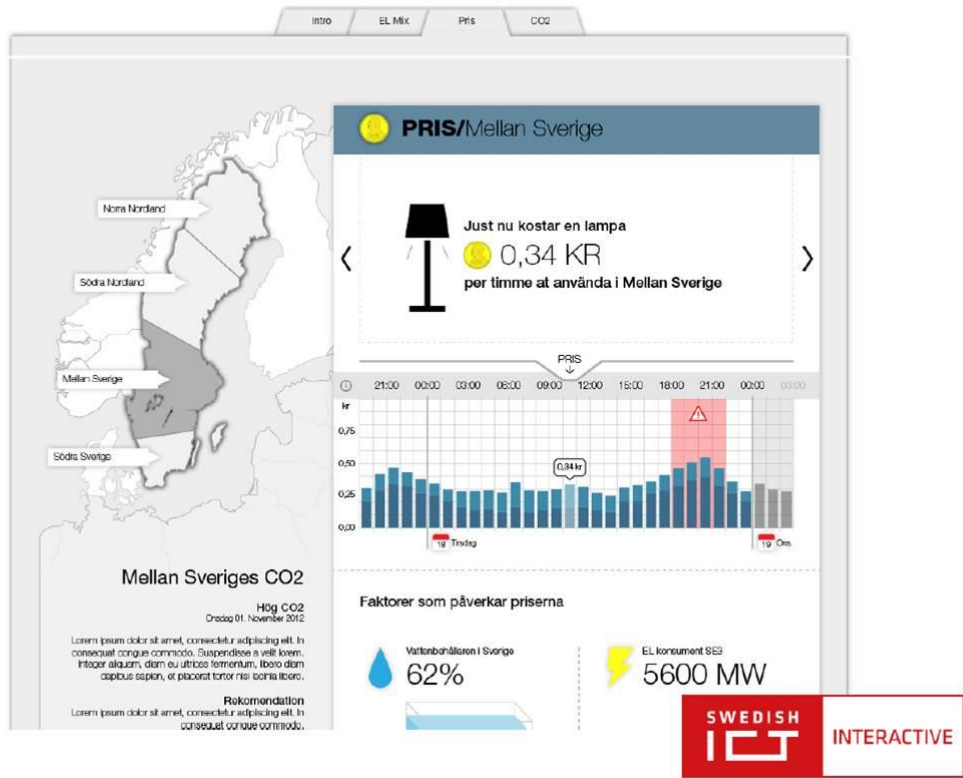 Intro
EL Mix
Pris
CO2
PRIS/Mellan Sverige
Norra Nordland
Södra Nordland
Mellan Sverige
Södra Sverige
Just nu kostar en lampa
0,34 KR
per timme at använda i Mellan Sverige
PRIS
21:00 00:00 03:00 06:00 09:00 12:00 15:00 18:00 21:00 00:00 03:00
kr
0,75
0,50
0,25
0,00
0,34 kr
18 Tisdag
19 Ons
Mellan Sveriges CO2
Hög CO2
Onsdag 01. November 2012
Lorem ipsum dolor sit amet, consectetur adipiscing elit. In
consequat congue commodo. Suspendisse a velit lorem.
Integer aliquam, diam eu ultrices fermentum, libero diam
dapibus sapien, et placerat tortor nisl lacinia libero.
Rekomendation
Lorem ipsum dolor sit amet, consectetur adipiscing elit. In
consequat congue commodo.
Faktorer som påverkar priserna
Vattenbehållaren i Sverige
62%
EL konsument SE3
5600 MW
SWEDISH
ICT
INTERACTIVE